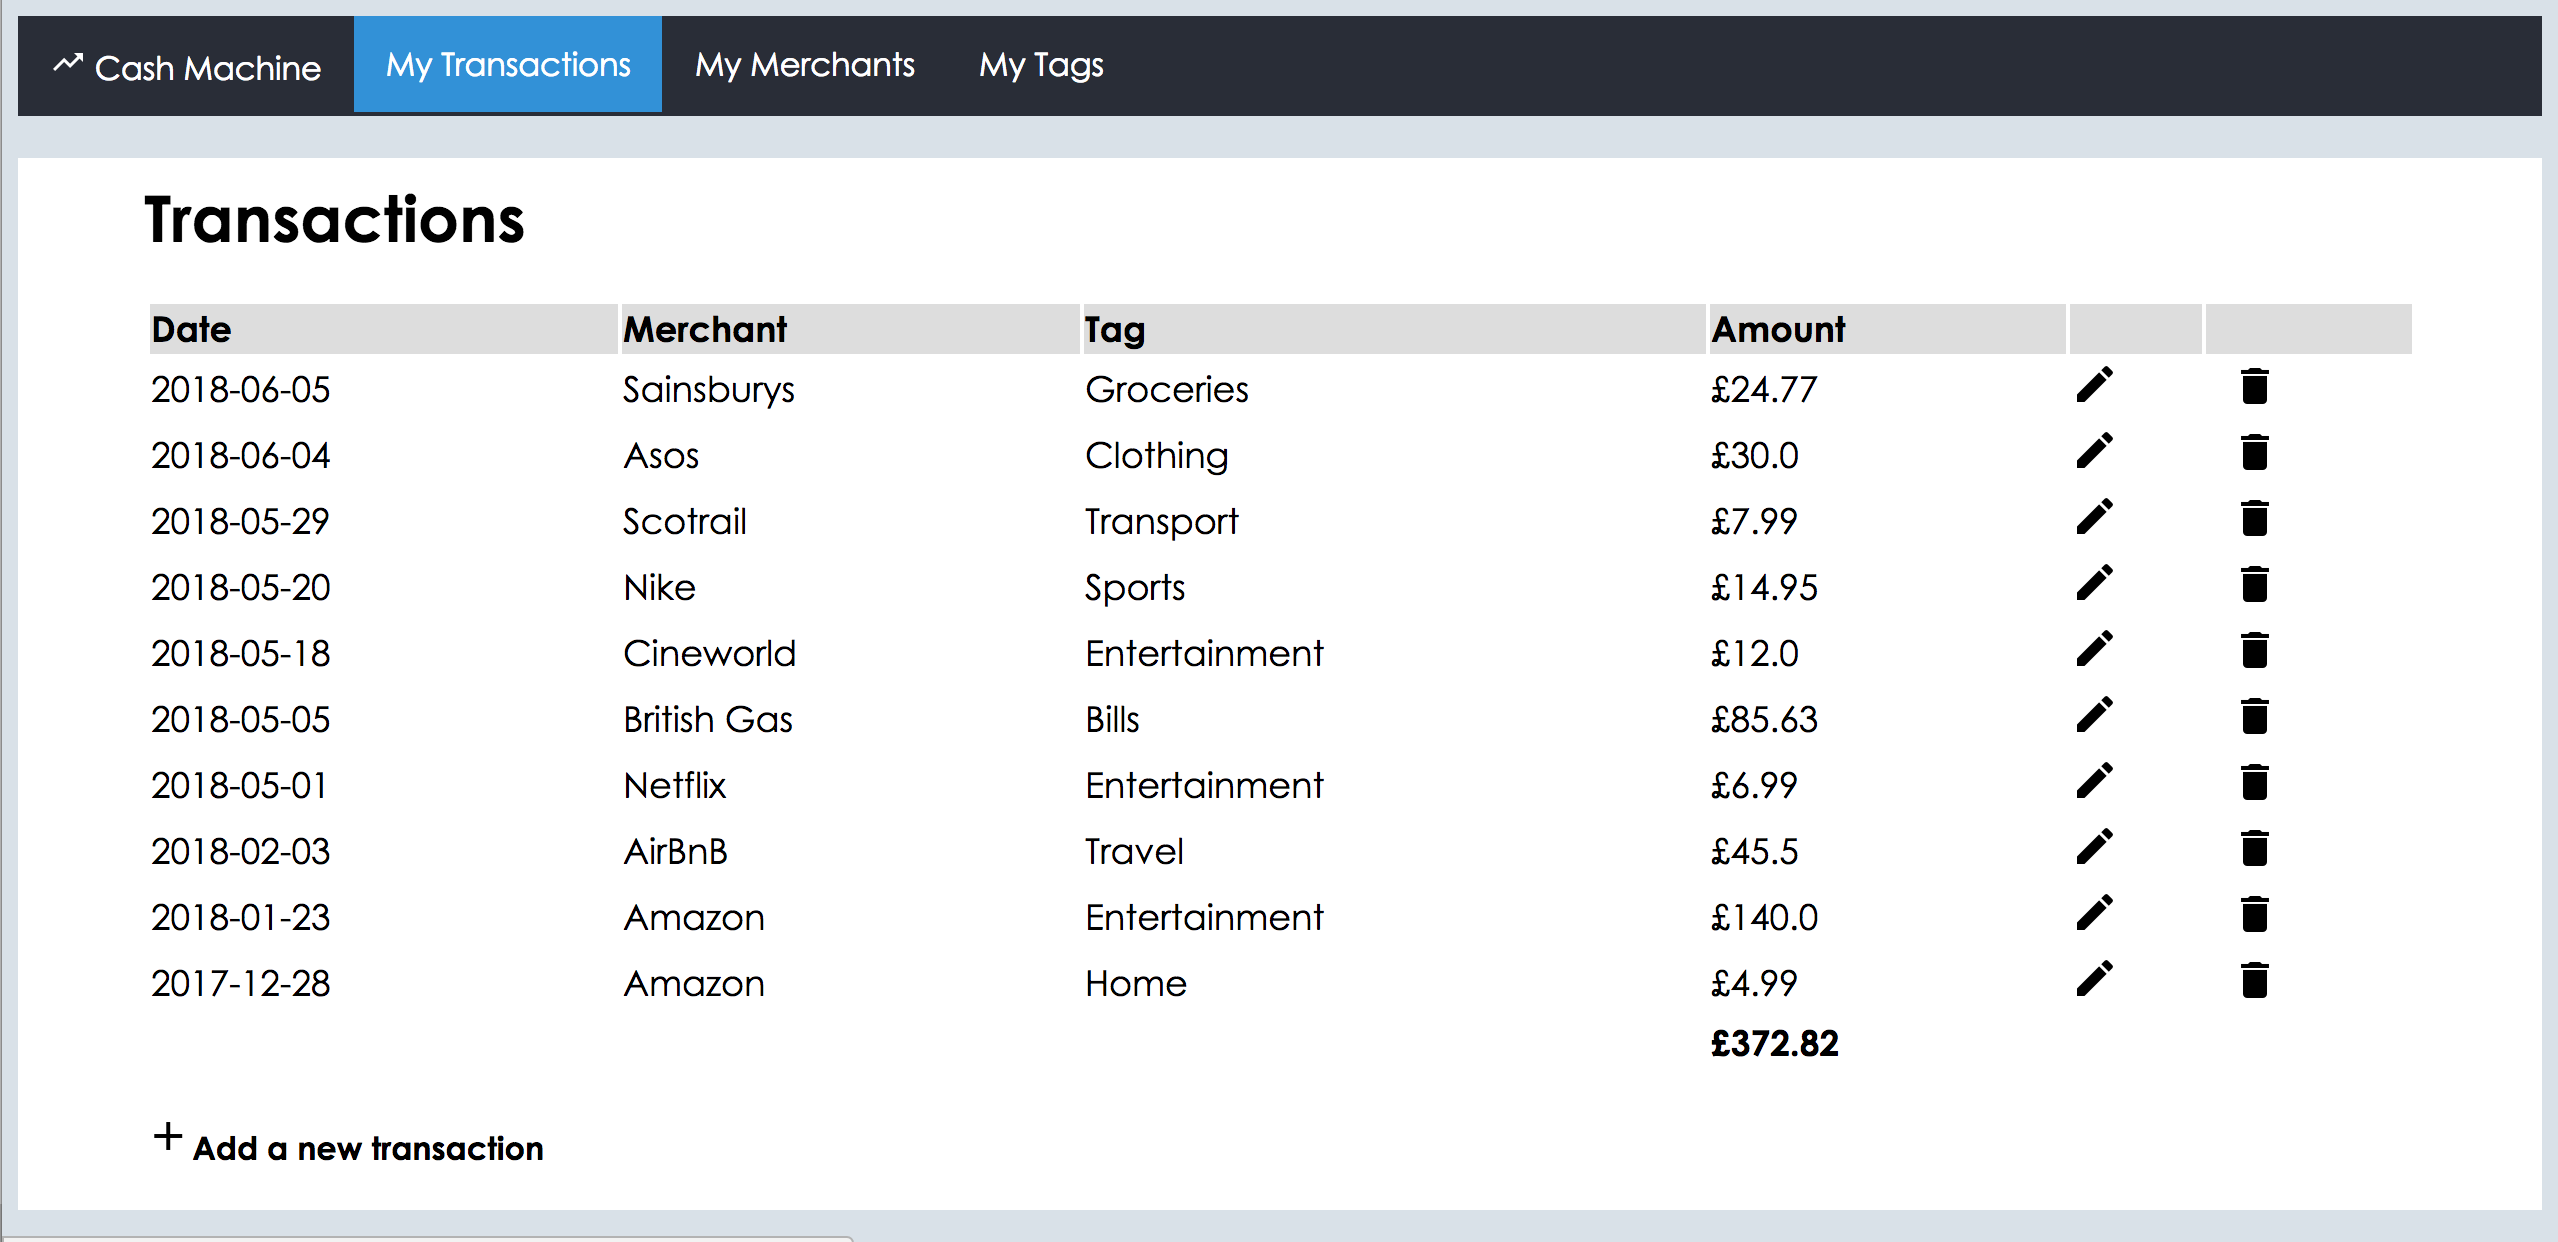 Cash Machine My Transactions My Merchants My Tags
Transactions
Date Merchant Tag Amount
2018-06-05 Sainsburys Groceries £24.77
2018-06-04 Asos Clothing £30.0
2018-05-29 Scotrail Transport £7.99
2018-05-20 Nike Sports £14.95
2018-05-18 Cineworld Entertainment £12.0
2018-05-05 British Gas Bills £85.63
2018-05-01 Netflix Entertainment £6.99
2018-02-03 AirBnB Travel £45.5
2018-01-23 Amazon Entertainment £140.0
2017-12-28 Amazon Home £4.99
£372.82
+ Add a new transaction